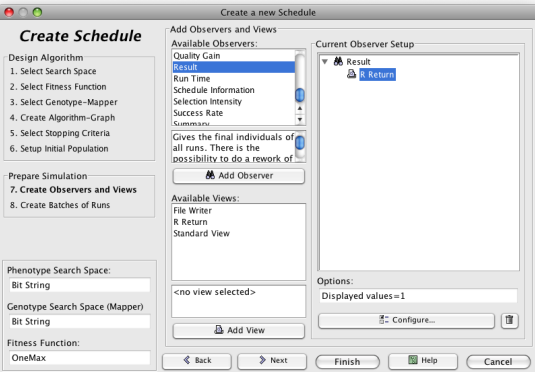 Create a new Schedule
Create Schedule
Design Algorithm
1. Select Search Space
2. Select Fitness Function
3. Select Genotype-Mapper
4. Create Algorithm-Graph
5. Select Stopping Criteria
6. Setup Initial Population
Prepare Simulation
7. Create Observers and Views
8. Create Batches of Runs
Phenotype Search Space:
Bit String
Genotype Search Space (Mapper)
Bit String
Fitness Function:
OneMax
Add Observers and Views
Available Observers:
Quality Gain
Result
Run Time
Schedule Information
Selection Intensity
Success Rate
Summary
Gives the final individuals of
all runs. There is the
possibility to do a rework of
Add Observer
Available Views:
File Writer
R Return
Standard View
<no view selected>
Add View
Current Observer Setup
Result
R Return
Options:
Displayed values=1
Configure...
Back
Next
Finish
Help
Cancel